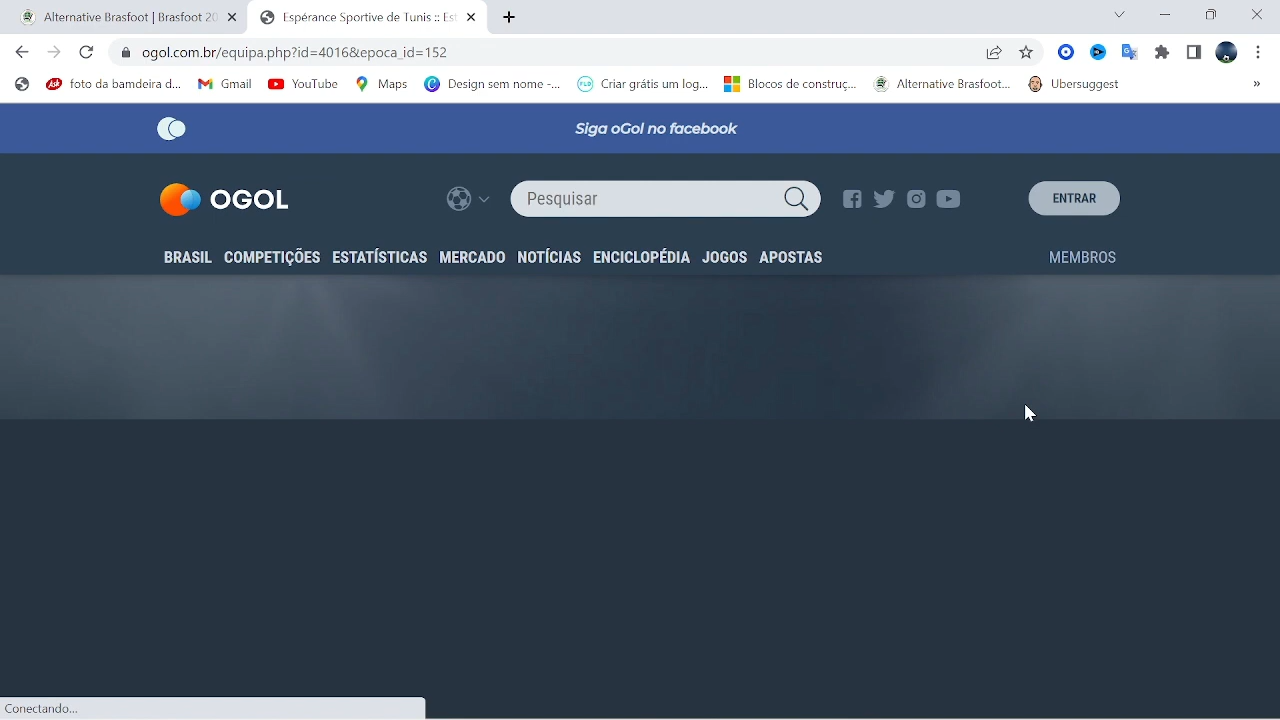 Alternative Brasfoot | Brasfoot 20
Espérance Sportive de Tunis :: Est
ogol.com.br/equipa.php?id=4016&epoca_id=152
foto da bamdeira d...
Gmail
YouTube
Maps
Design sem nome -...
Criar grátis um log...
Blocos de construç...
Alternative Brasfoot...
Ubersuggest
»
Siga oGol no facebook
OGOL
Pesquisar
ENTRAR
BRASIL COMPETIÇÕES ESTATÍSTICAS MERCADO NOTÍCIAS ENCICLOPÉDIA JOGOS APOSTAS
MEMBROS
Conectando...